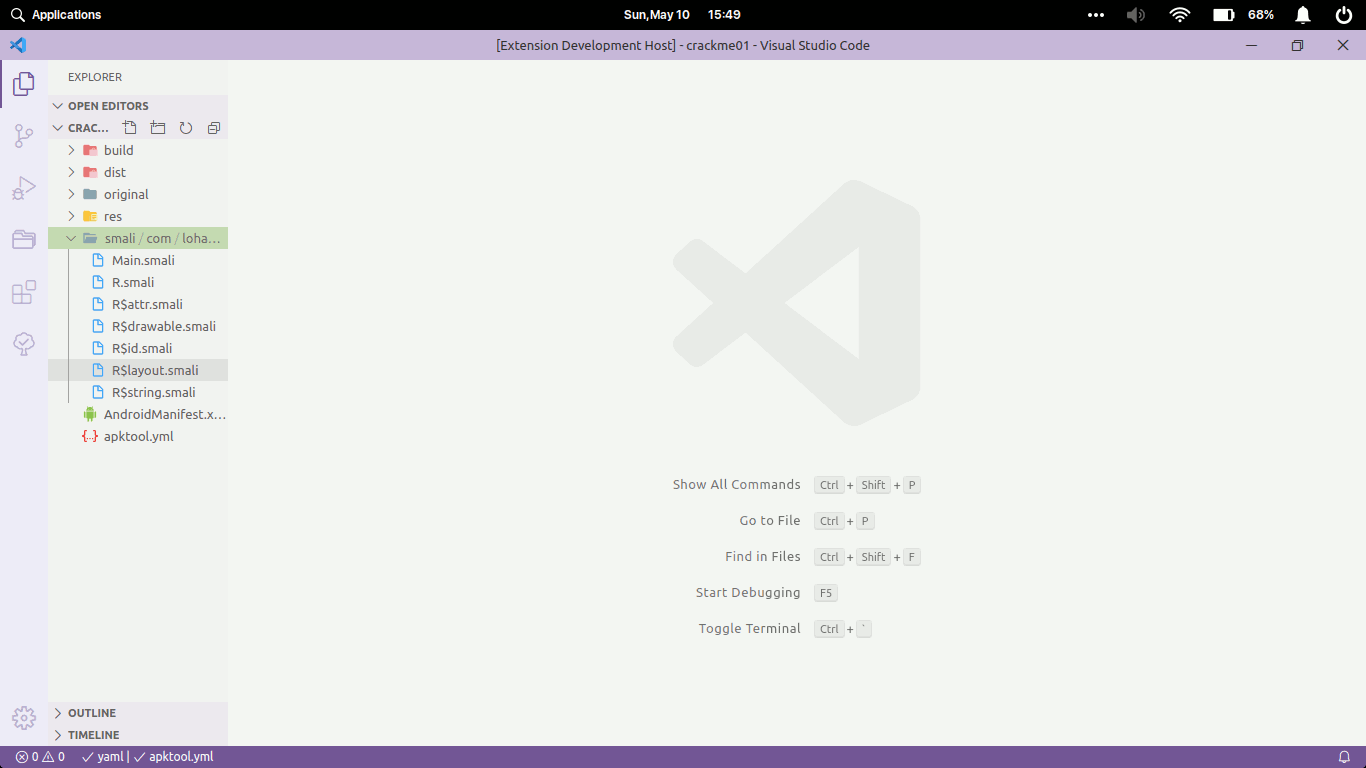 Applications
Sun, May 10 15:49
68%
[Extension Development Host] - crackme01 - Visual Studio Code
EXPLORER
OPEN EDITORS
CRAC...
build
dist
original
res
smali / com / loha...
Main.smali
R.smali
R$attr.smali
R$drawable.smali
R$id.smali
R$layout.smali
R$string.smali
AndroidManifest.x...
apktool.yml
Show All Commands Ctrl + Shift + P
Go to File Ctrl + P
Find in Files Ctrl + Shift + F
Start Debugging F5
Toggle Terminal Ctrl + `
OUTLINE
TIMELINE
0 0 yaml | apktool.yml